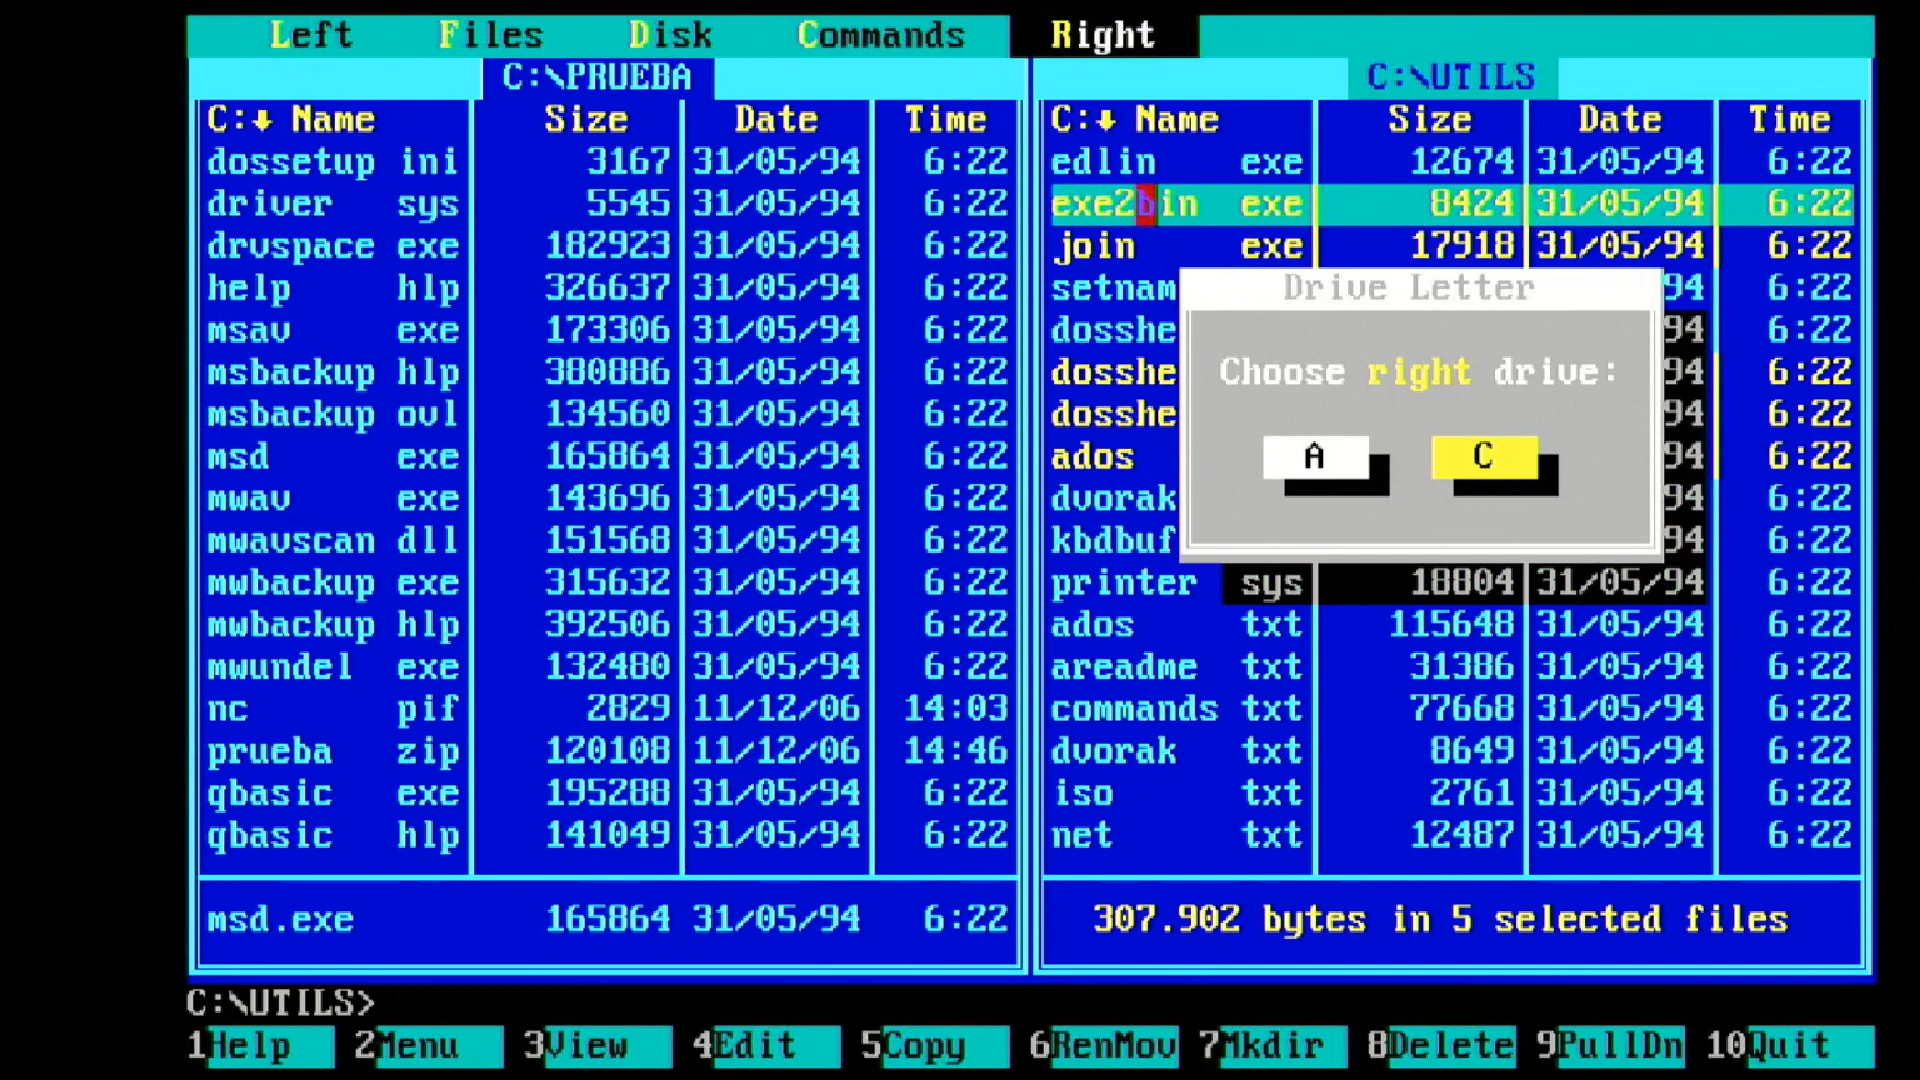 Left Files Disk Commands Right
C:\PRUEBA
C:↓ Name Size Date Time
dossetup ini 3167 31/05/94 6:22
driver sys 5545 31/05/94 6:22
drvspace exe 182923 31/05/94 6:22
help hlp 326637 31/05/94 6:22
msav exe 173306 31/05/94 6:22
msbackup hlp 380886 31/05/94 6:22
msbackup ovl 134560 31/05/94 6:22
msd exe 165864 31/05/94 6:22
mwav exe 143696 31/05/94 6:22
mwavscan dll 151568 31/05/94 6:22
mwbackup exe 315632 31/05/94 6:22
mwbackup hlp 392506 31/05/94 6:22
mwundel exe 132480 31/05/94 6:22
nc pif 2829 11/12/06 14:03
prueba zip 120108 11/12/06 14:46
qbasic exe 195288 31/05/94 6:22
qbasic hlp 141049 31/05/94 6:22
msd.exe 165864 31/05/94 6:22
C:\UTILS
C:↓ Name Size Date Time
edlin exe 12674 31/05/94 6:22
exe2bin exe 8424 31/05/94 6:22
join exe 17918 31/05/94 6:22
setnam 94 6:22
dosshe 94 6:22
dosshe 94 6:22
dosshe 94 6:22
ados 94 6:22
dvorak 94 6:22
kbdbuf 94 6:22
printer sys 18804 31/05/94 6:22
ados txt 115648 31/05/94 6:22
areadme txt 31386 31/05/94 6:22
commands txt 77668 31/05/94 6:22
dvorak txt 8649 31/05/94 6:22
iso txt 2761 31/05/94 6:22
net txt 12487 31/05/94 6:22
307.902 bytes in 5 selected files
Drive Letter
Choose right drive:
A C
C:\UTILS>
1Help 2Menu 3View 4Edit 5Copy 6RenMov 7Mkdir 8Delete 9PullDn 10Quit